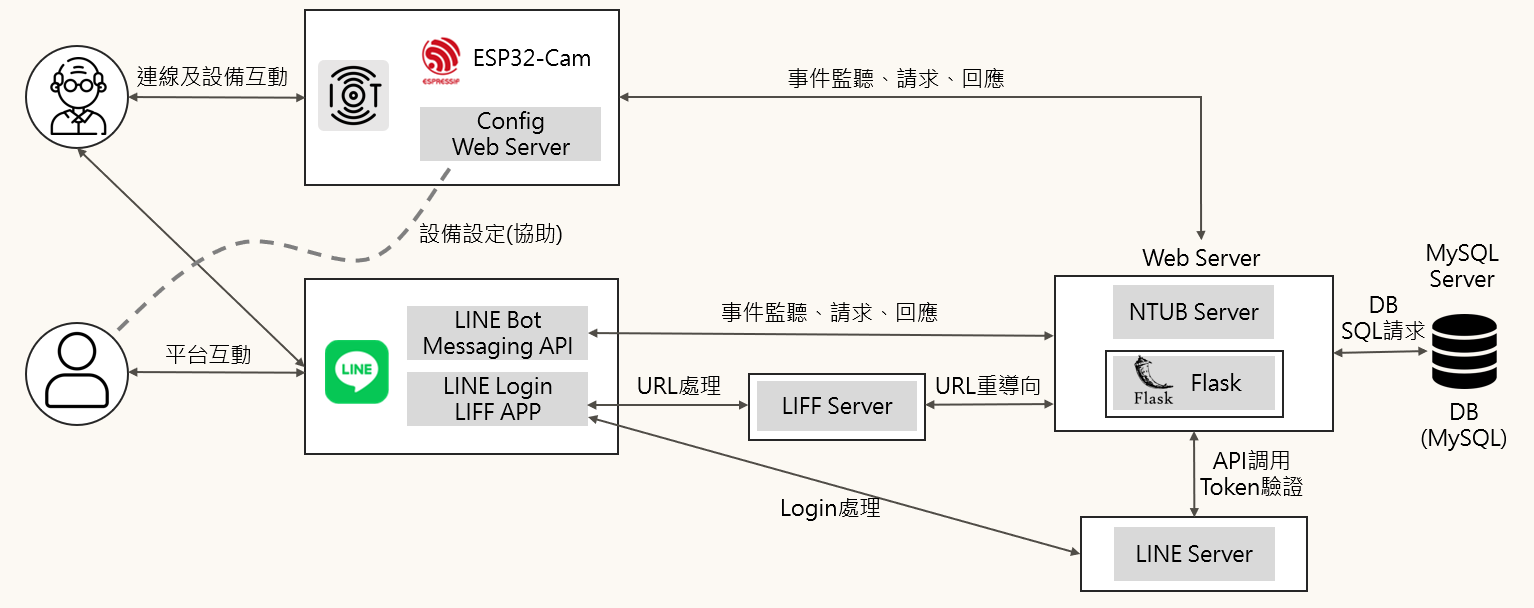 連線及設備互動
IOT
ESPRESSIF
ESP32-Cam
Config
Web Server
事件監聽、請求、回應
設備設定(協助)
平台互動
LINE
LINE Bot
Messaging API
LINE Login
LIFF APP
事件監聽、請求、回應
URL處理
LIFF Server
URL重導向
Login處理
Web Server
NTUB Server
Flask
Flask
API調用
Token驗證
LINE Server
DB
SQL請求
MySQL
Server
DB
(MySQL)